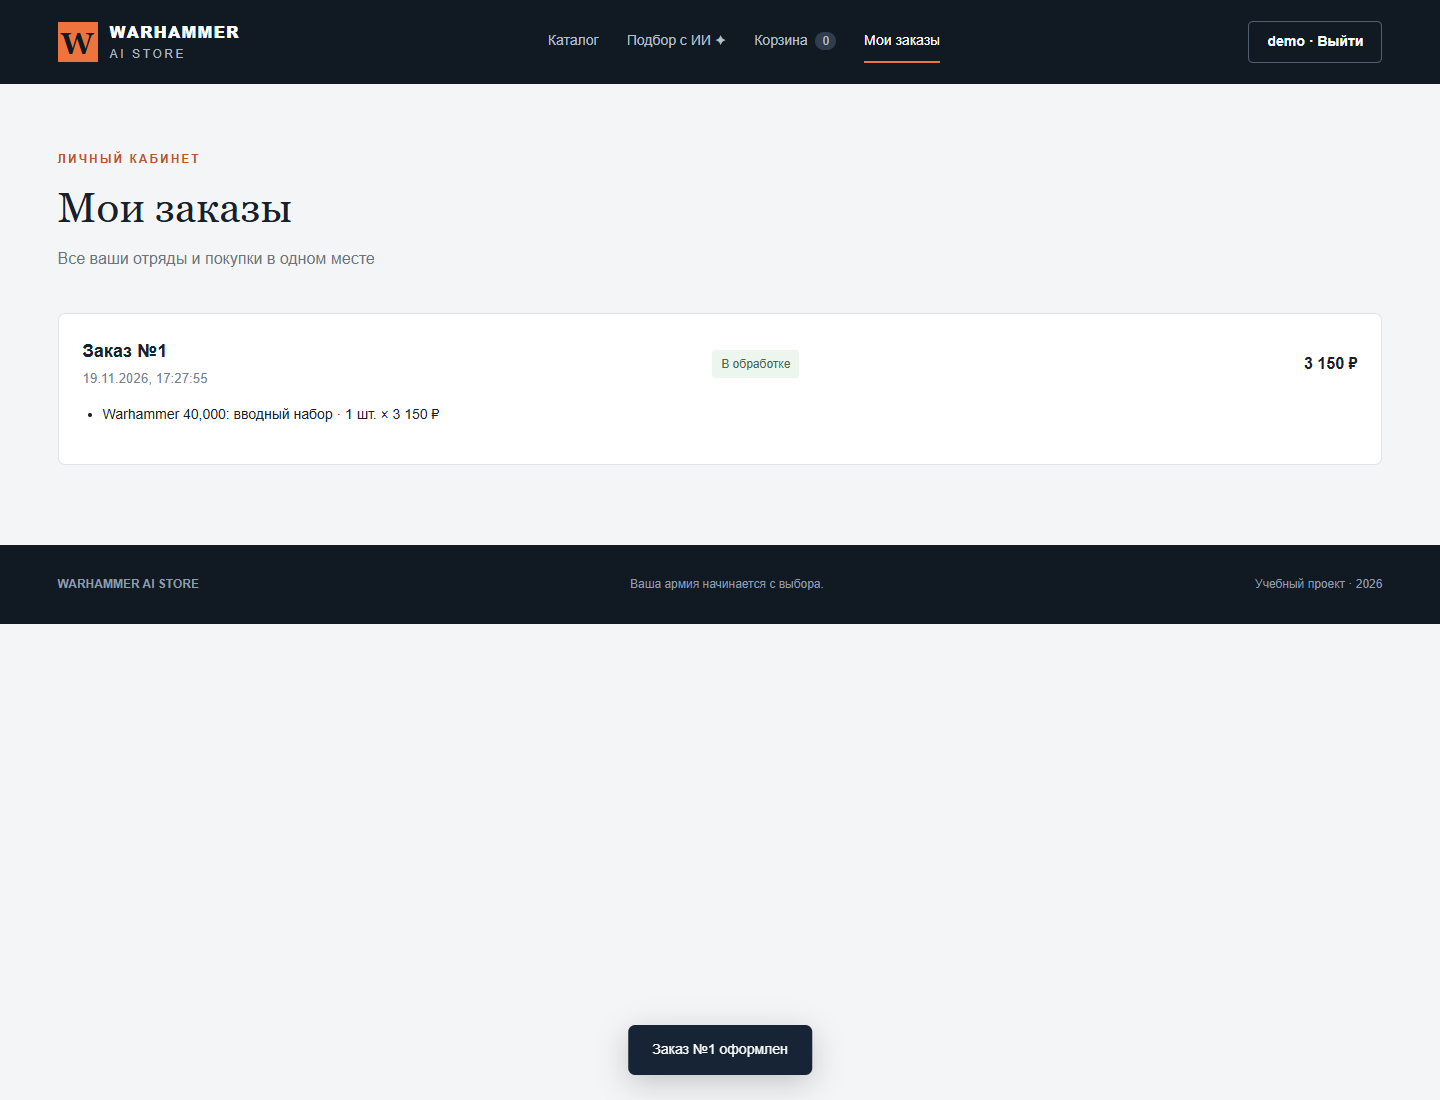 W
WARHAMMER
AI STORE
Каталог
Подбор с ИИ ✦
Корзина 0
Мои заказы
demo · Выйти
ЛИЧНЫЙ КАБИНЕТ
Мои заказы
Все ваши отряды и покупки в одном месте
Заказ №1
19.11.2026, 17:27:55
В обработке
3 150 ₽
• Warhammer 40,000: вводный набор · 1 шт. × 3 150 ₽
WARHAMMER AI STORE
Ваша армия начинается с выбора.
Учебный проект · 2026
Заказ №1 оформлен